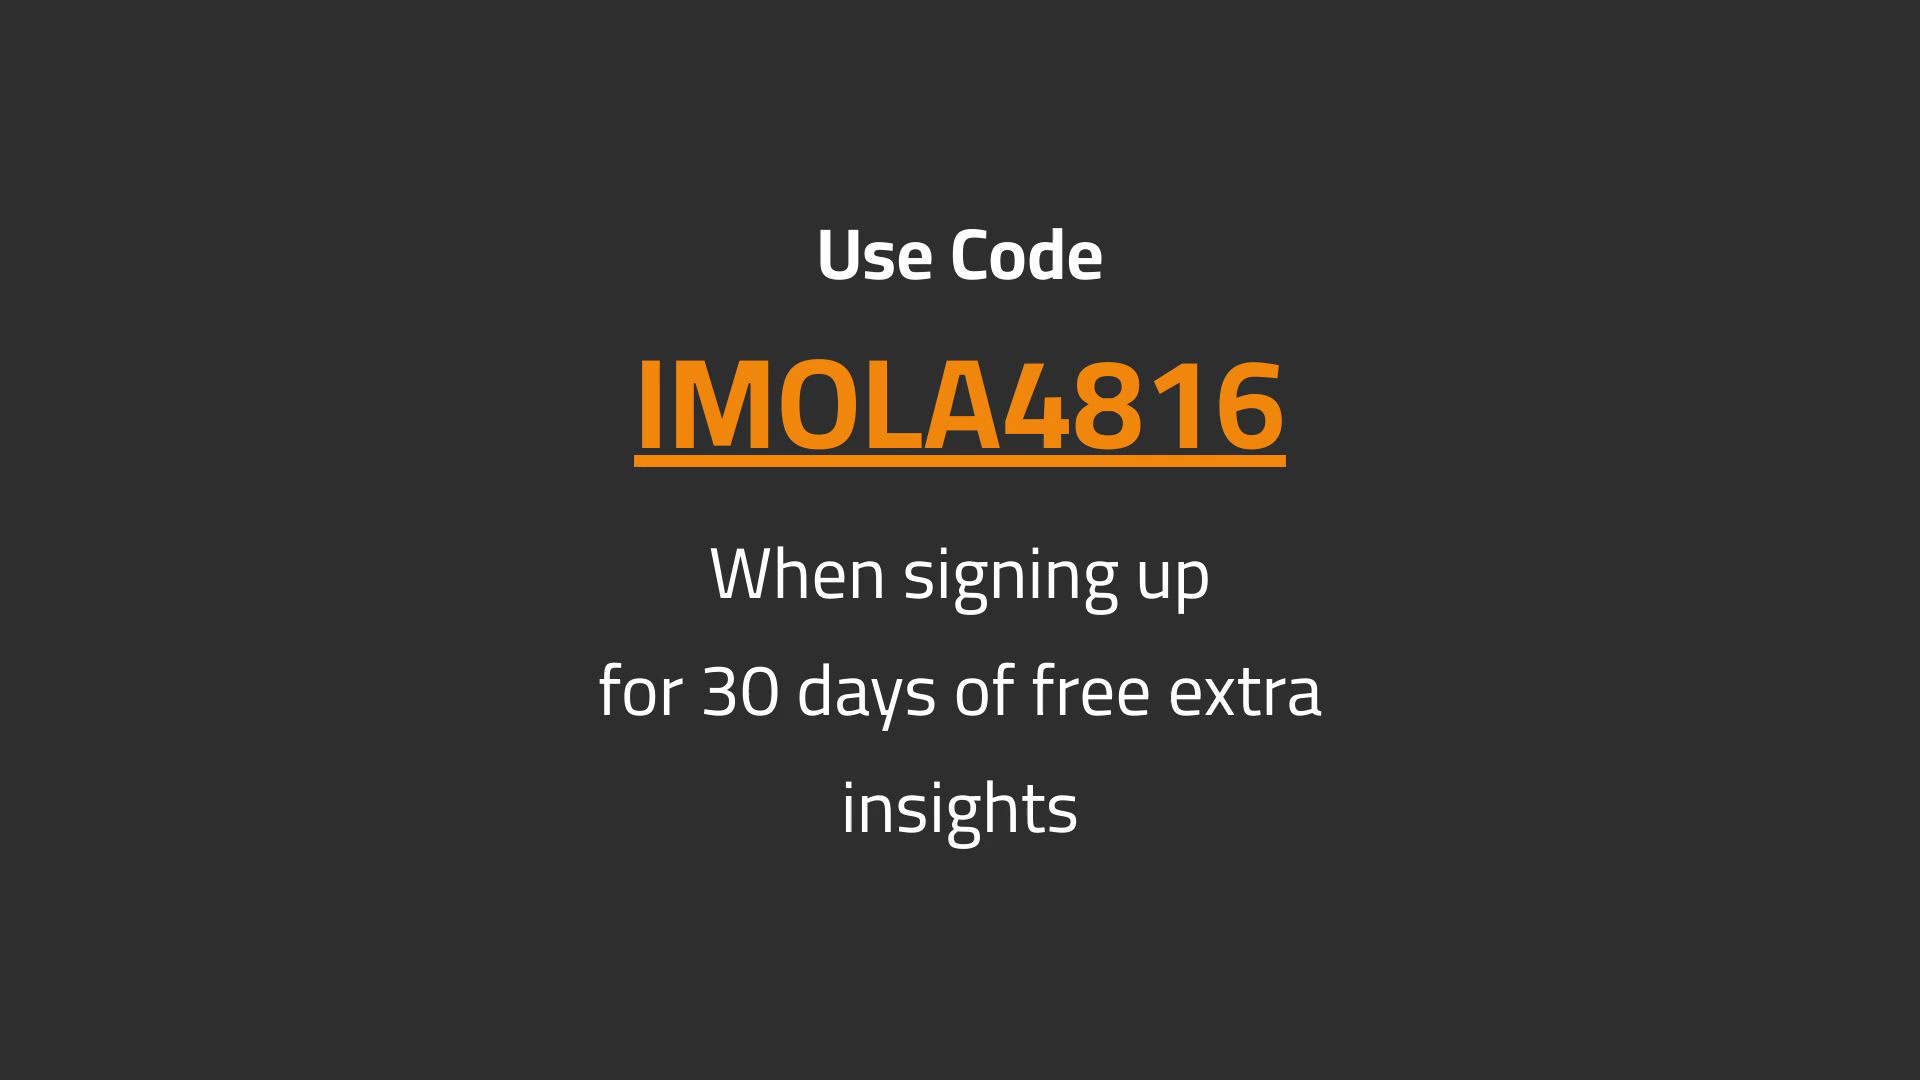 Use Code
IMOLA4816
When signing up
for 30 days of free extra
insights